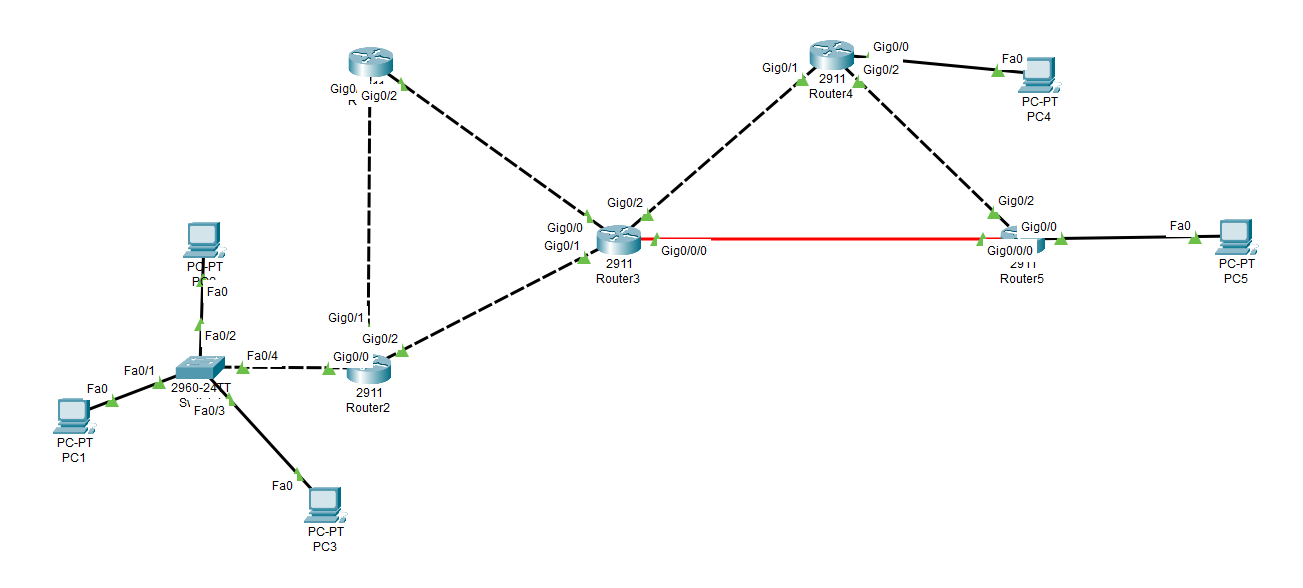 Gig0/0
Fa0
Gig0/1
Gig0/2
2911
Router4
PC-PT
PC4
Gig0/2
Gig0/2
Gig0/2
Gig0/0
Fa0
Gig0/0
Gig0/1
Gig0/0/0
Gig0/0/0
2911
Router3
2911
Router5
PC-PT
PC5
PC-PT
Fa0
Gig0/1
Fa0/2
Gig0/2
Fa0/4
Gig0/0
Fa0/1
Fa0
2960-24TT
Fa0/3
2911
Router2
PC-PT
PC1
Fa0
PC-PT
PC3